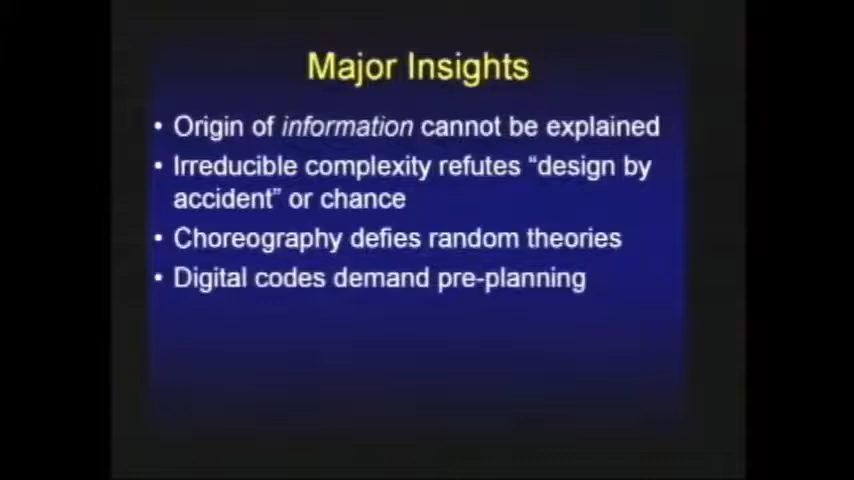 Major Insights
• Origin of information cannot be explained
• Irreducible complexity refutes “design by
accident” or chance
• Choreography defies random theories
• Digital codes demand pre-planning